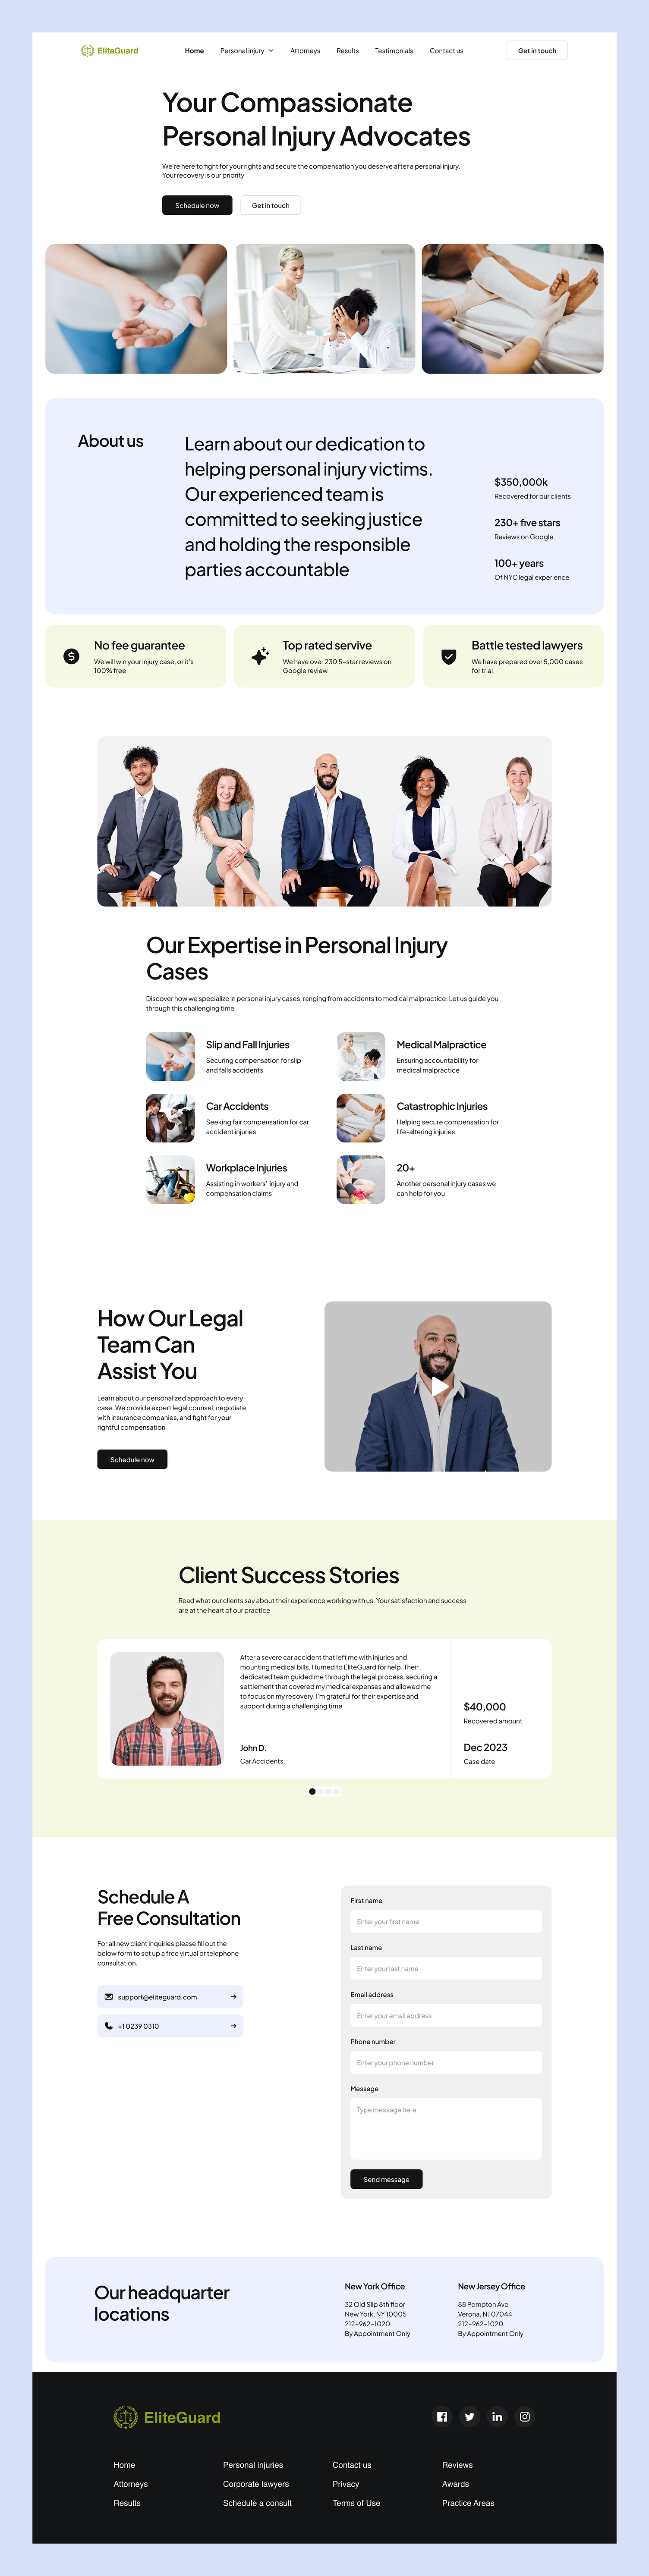 EliteGuard
Home
Personal injury
Attorneys
Results
Testimonials
Contact us
Get in touch
Your Compassionate
Personal Injury Advocates
We're here to fight for your rights and secure the compensation you deserve after a personal injury.
Your recovery is our priority
Schedule now
Get in touch
About us
Learn about our dedication to
helping personal injury victims.
Our experienced team is
committed to seeking justice
and holding the responsible
parties accountable
$350,000k
Recovered for our clients
230+ five stars
Reviews on Google
100+ years
Of NYC legal experience
No fee guarantee
We will win your injury case, or it's
100% free
Top rated servive
We have over 230 5-star reviews on
Google review
Battle tested lawyers
We have prepared over 5,000 cases
for trial.
Our Expertise in Personal Injury
Cases
Discover how we specialize in personal injury cases, ranging from accidents to medical malpractice. Let us guide you
through this challenging time
Slip and Fall Injuries
Securing compensation for slip
and falls accidents
Medical Malpractice
Ensuring accountability for
medical malpractice
Car Accidents
Seeking fair compensation for car
accident injuries
Catastrophic Injuries
Helping secure compensation for
life-altering injuries.
Workplace Injuries
Assisting in workers' injury and
compensation claims
20+
Another personal injury cases we
can help for you
How Our Legal
Team Can
Assist You
Learn about our personalized approach to every
case. We provide expert legal counsel, negotiate
with insurance companies, and fight for your
rightful compensation
Schedule now
Client Success Stories
Read what our clients say about their experience working with us. Your satisfaction and success
are at the heart of our practice
After a severe car accident that left me with injuries and
mounting medical bills, I turned to EliteGuard for help. Their
dedicated team guided me through the legal process, securing a
settlement that covered my medical expenses and allowed me
to focus on my recovery. I'm grateful for their expertise and
support during a challenging time
John D.
Car Accidents
$40,000
Recovered amount
Dec 2023
Case date
Schedule A
Free Consultation
For all new client inquiries please fill out the
below form to set up a free virtual or telephone
consultation.
support@eliteguard.com
+1 0239 0310
First name
Enter your first name
Last name
Enter your last name
Email address
Enter your email address
Phone number
Enter your phone number
Message
Type message here
Send message
Our headquarter
locations
New York Office
32 Old Slip 8th floor
New York, NY 10005
212-962-1020
By Appointment Only
New Jersey Office
88 Pompton Ave
Verona, NJ 07044
212-962-1020
By Appointment Only
EliteGuard
Home
Personal injuries
Contact us
Reviews
Attorneys
Corporate lawyers
Privacy
Awards
Results
Schedule a consult
Terms of Use
Practice Areas